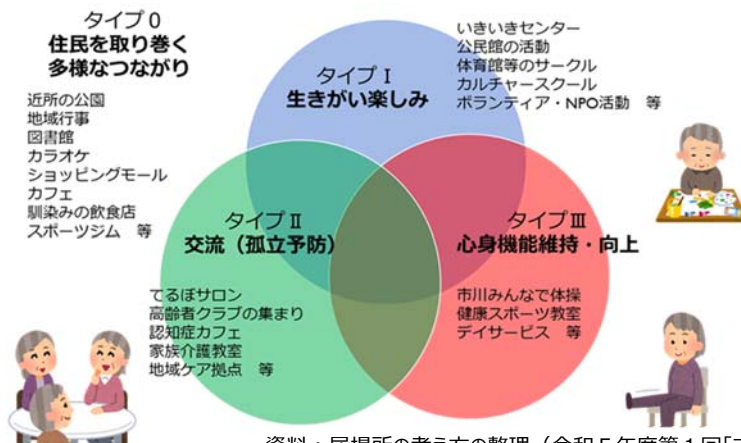 タイプ0
住民を取り巻く
多様なつながり
近所の公園
地域行事
図書館
カラオケ
ショッピングモール
カフェ
馴染みの飲食店
スポーツジム 等
タイプⅠ
生きがい楽しみ
いきいきセンター
公民館の活動
体育館等のサークル
カルチャースクール
ボランティア・NPO活動 等
タイプⅡ
交流（孤立予防）
てるぼサロン
高齢者クラブの集まり
認知症カフェ
家族介護教室
地域ケア拠点 等
タイプⅢ
心身機能維持・向上
市川みんなで体操
健康スポーツ教室
デイサービス 等
資料：居場所の考え方の整理（令和5年度第1回「